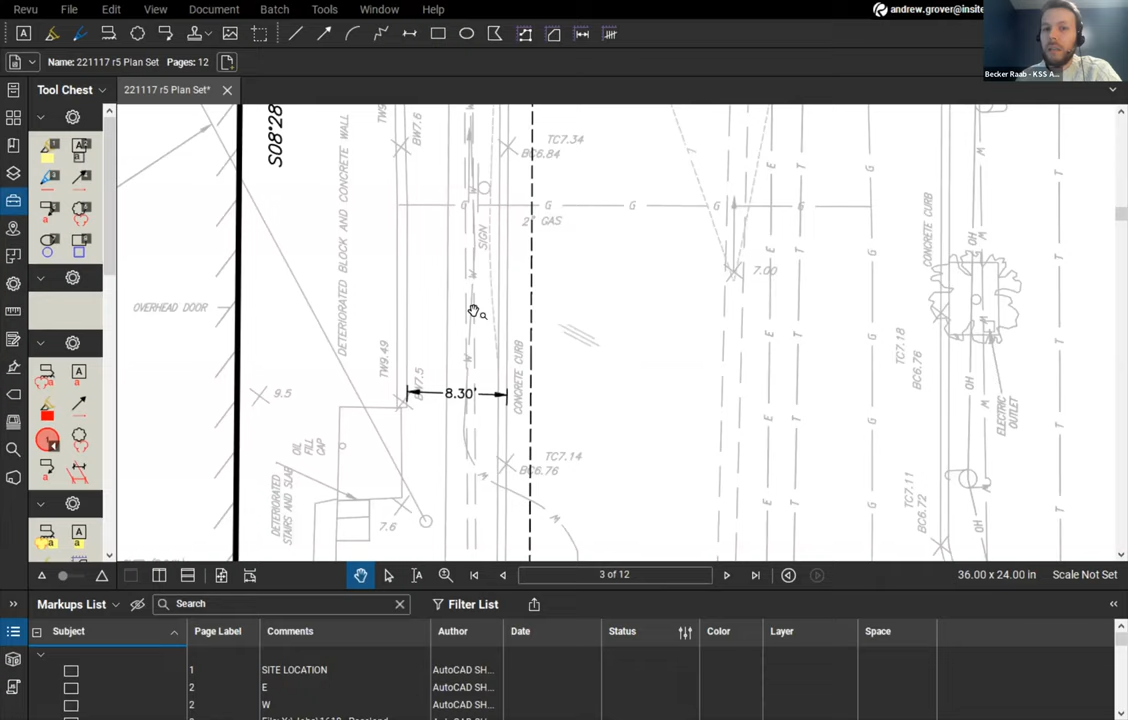 Revu File Edit View Document Batch Tools Window Help andrew.grover@insite
Name: 221117 r5 Plan Set Pages: 12
Becker Raab - KSS A...
Tool Chest 221117 r5 Plan Set*
S08°28
DETERIORATED BLOCK AND CONCRETE WALL
TW9
BW7.6
TC7.34
BC6.84
G G G G G
2" GAS
SIGN
W
7.00
CONCRETE CURB
OVERHEAD DOOR
TW9.49
BW7.5
8.30'
CONCRETE CURB
9.5
OIL
FILL
CAP
DETERIORATED
STAIRS AND SLAB
7.6
TC7.14
BC6.76
TC7.18
BC6.76
ELECTRIC
OUTLET
TC7.11
BC6.72
OH
3 of 12 36.00 x 24.00 in Scale Not Set
Markups List Search Filter List
Subject Page Label Comments Author Date Status Color Layer Space
1 SITE LOCATION AutoCAD SH...
2 E AutoCAD SH...
2 W AutoCAD SH...